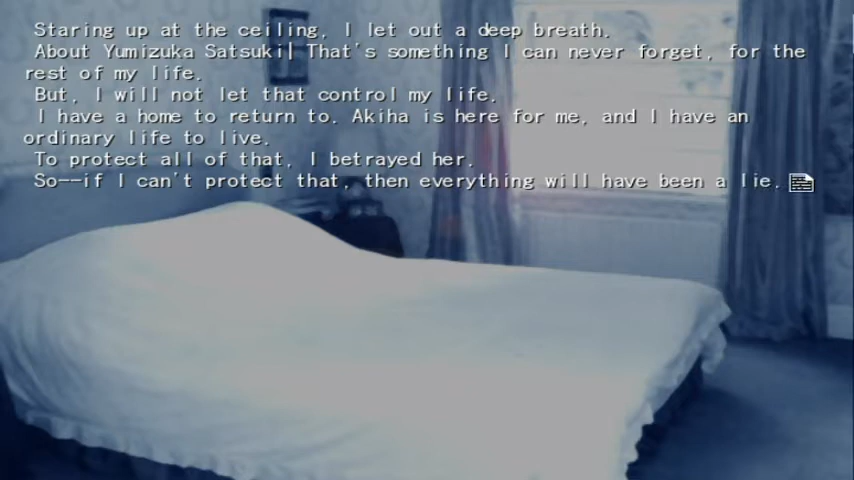 Staring up at the ceiling, I let out a deep breath.
About Yumizuka Satsuki| That's something I can never forget, for the
rest of my life.
But, I will not let that control my life.
I have a home to return to. Akiha is here for me, and I have an
ordinary life to live.
To protect all of that, I betrayed her.
So――if I can't protect that, then everything will have been a lie.